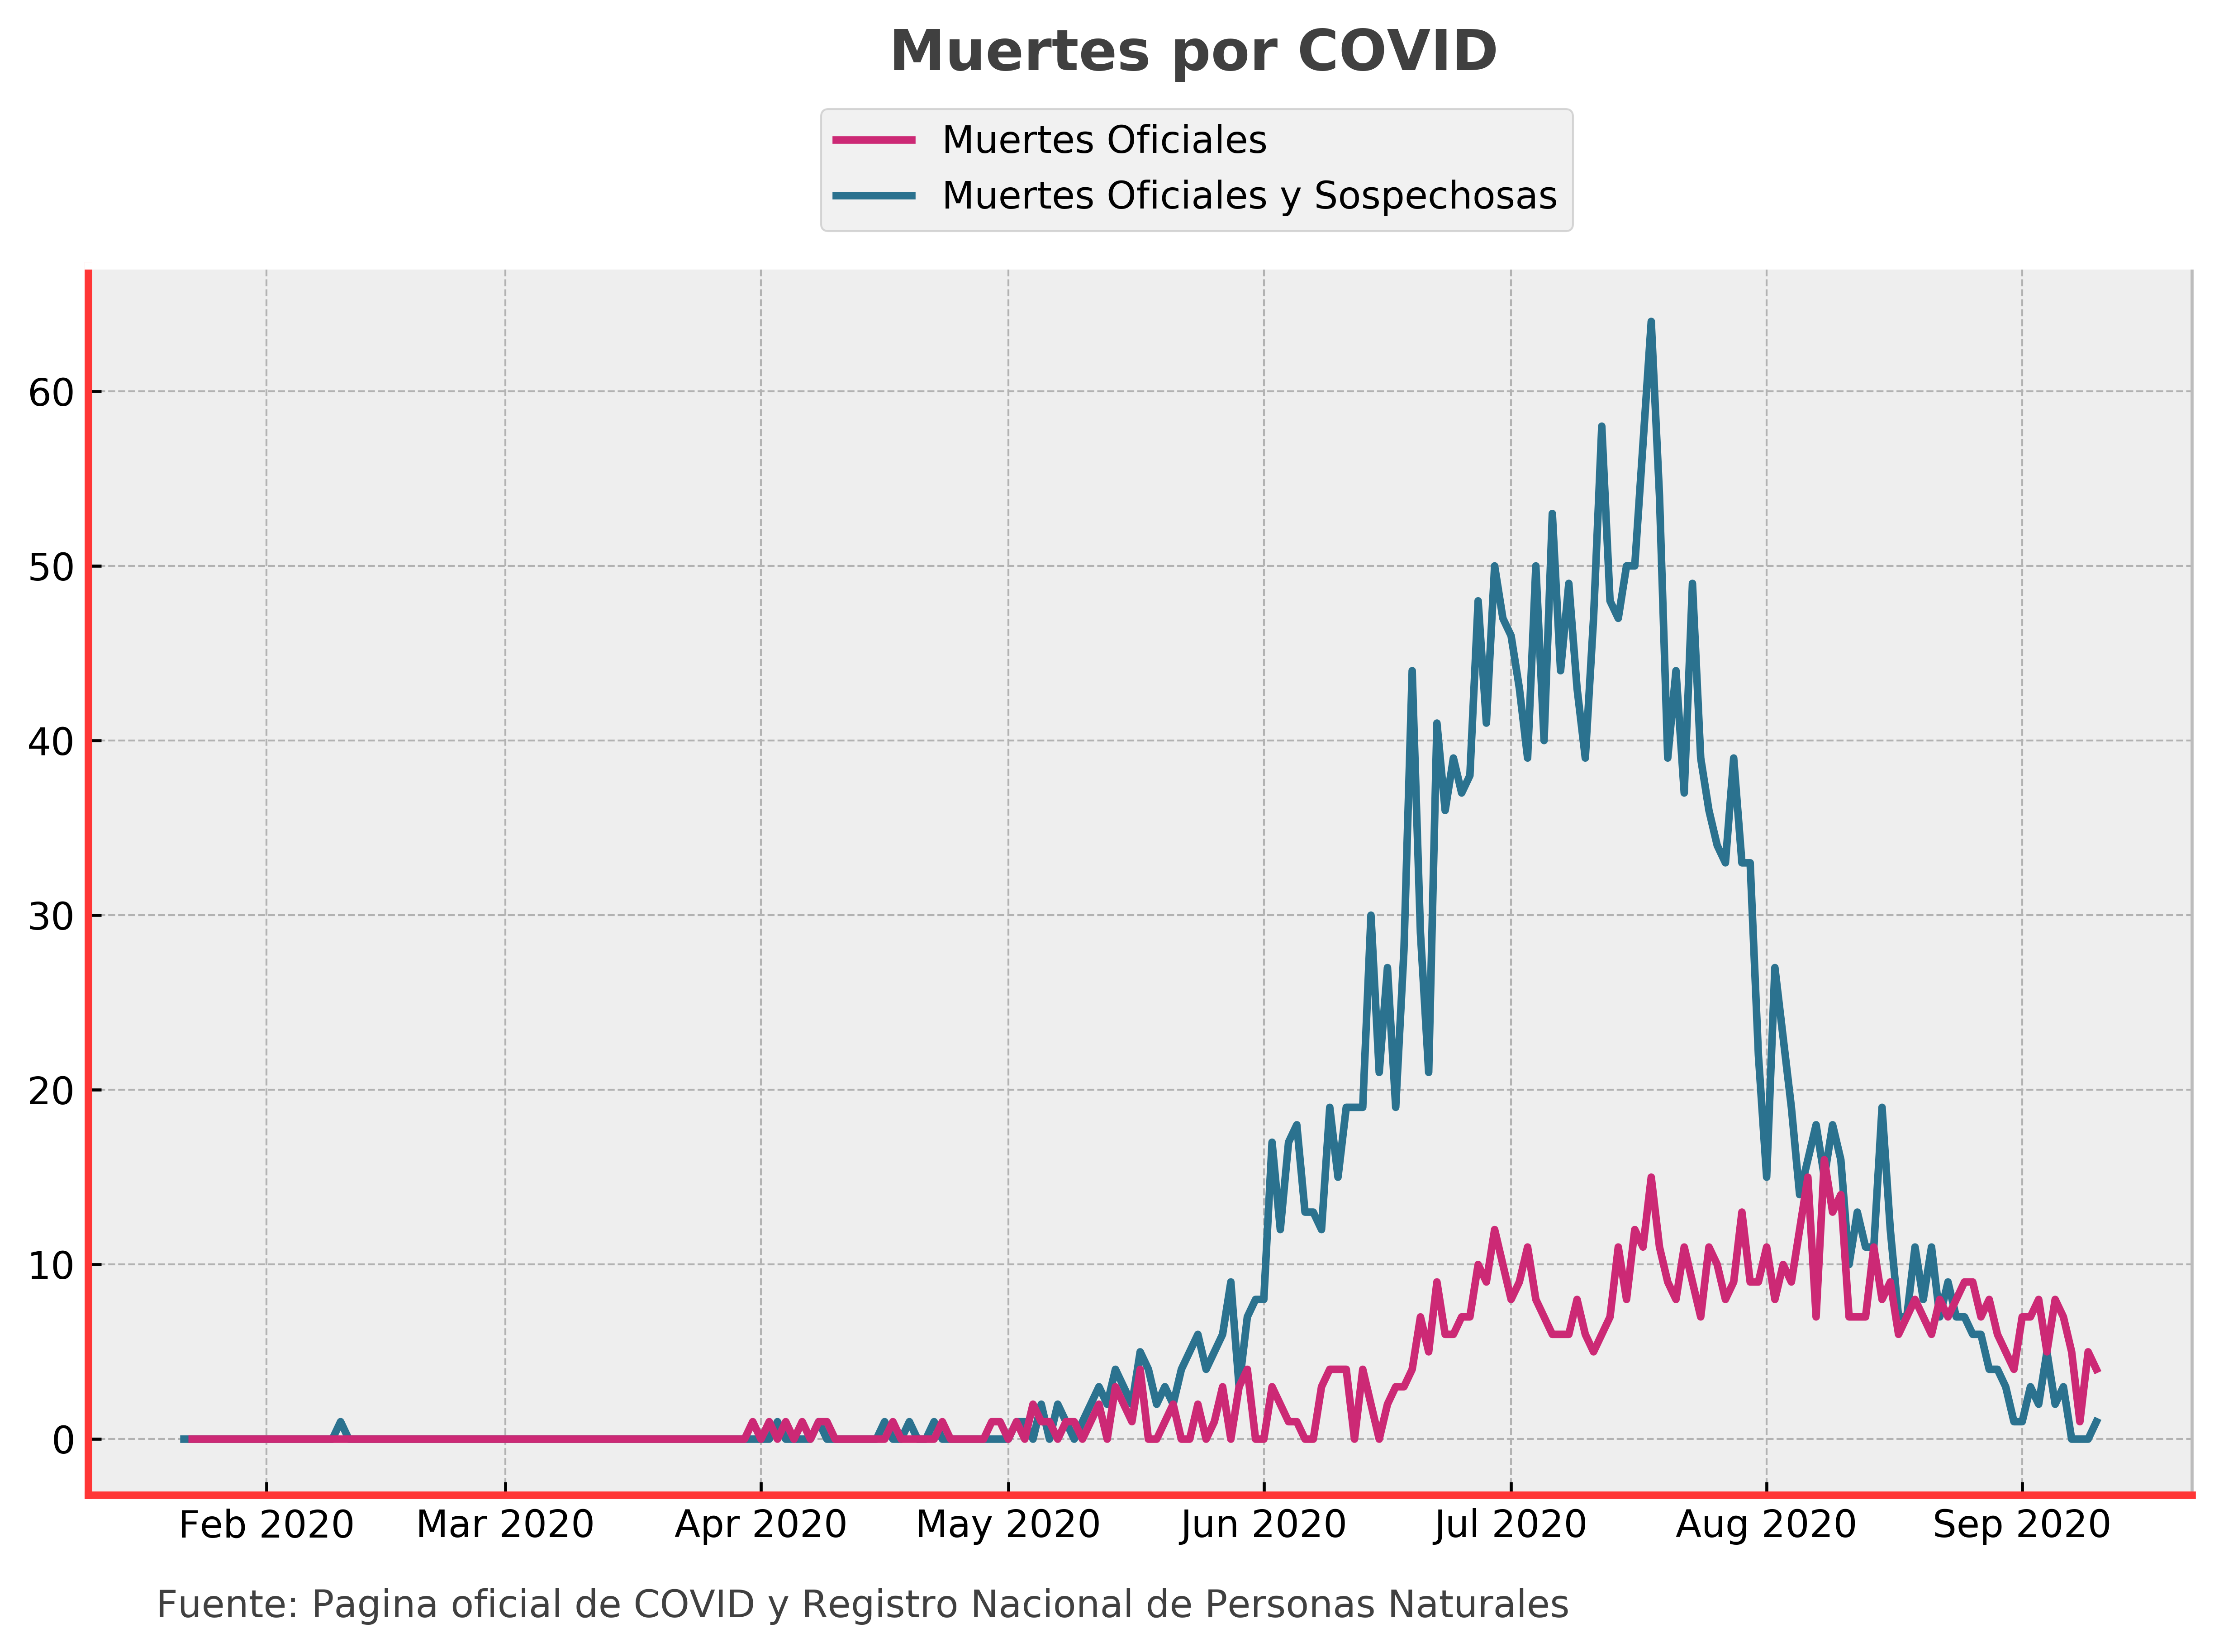 Muertes por COVID
Muertes Oficiales
Muertes Oficiales y Sospechosas
60
50
40
30
20
10
0
Feb 2020 Mar 2020 Apr 2020 May 2020 Jun 2020 Jul 2020 Aug 2020 Sep 2020
Fuente: Pagina oficial de COVID y Registro Nacional de Personas Naturales